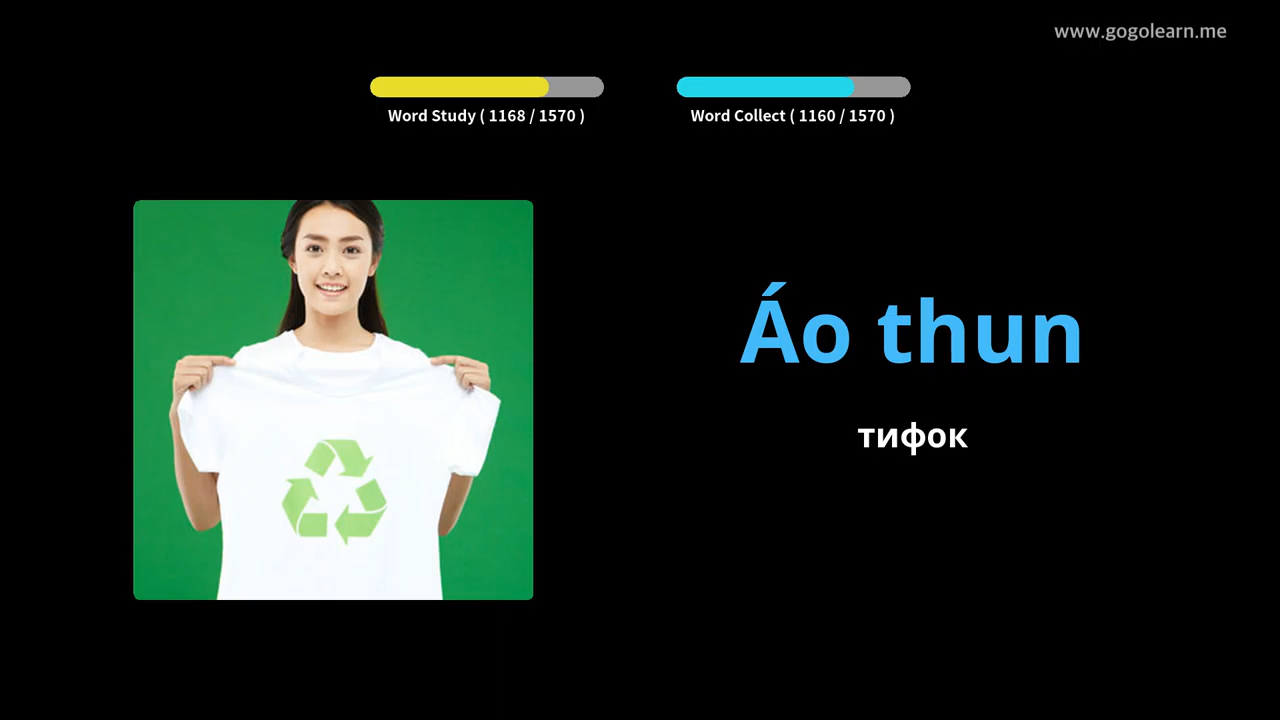 www.gogolearn.me
Word Study ( 1168 / 1570 )
Word Collect ( 1160 / 1570 )
Áo thun
тифок